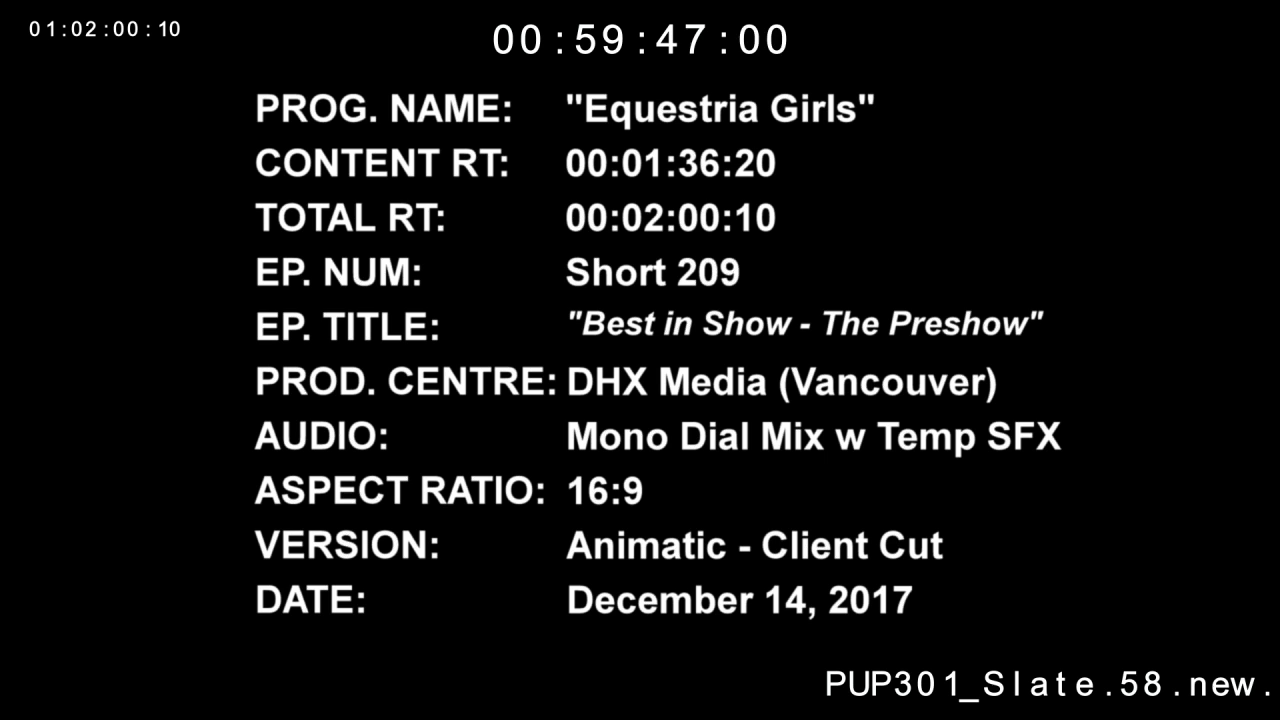 01:02:00:10
00:59:47:00
PROG. NAME: "Equestria Girls"
CONTENT RT: 00:01:36:20
TOTAL RT: 00:02:00:10
EP. NUM: Short 209
EP. TITLE: "Best in Show - The Preshow"
PROD. CENTRE: DHX Media (Vancouver)
AUDIO: Mono Dial Mix w Temp SFX
ASPECT RATIO: 16:9
VERSION: Animatic - Client Cut
DATE: December 14, 2017
PUP301_Slate.58.new.